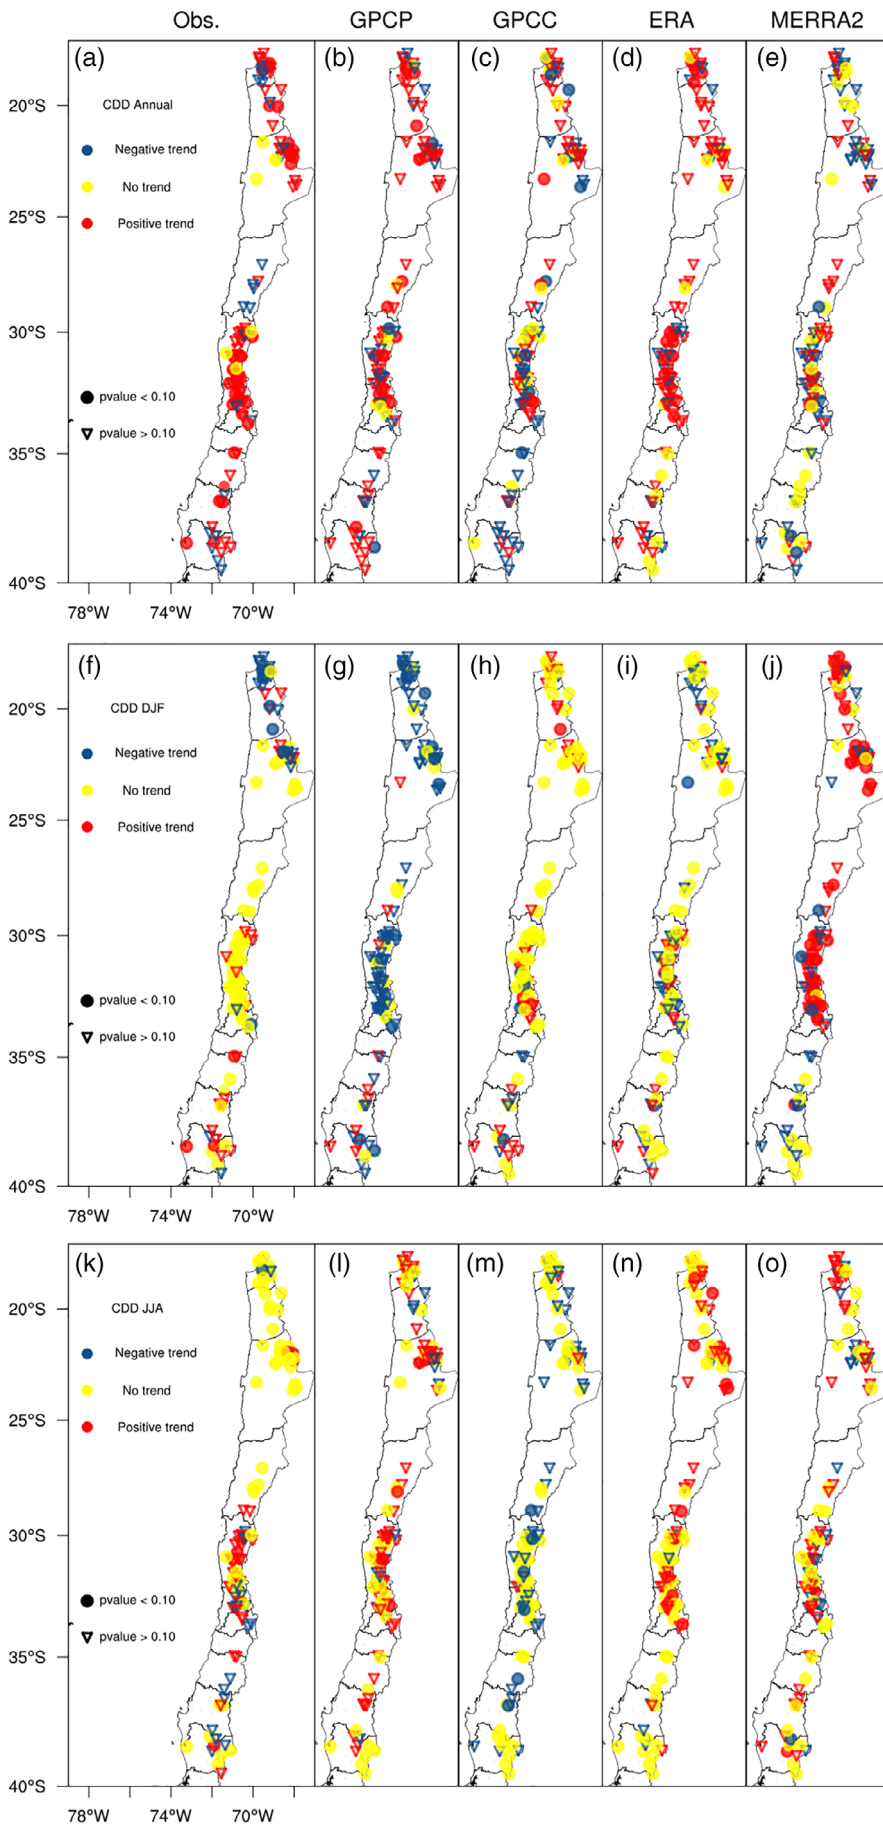 Obs. GPCP GPCC ERA MERRA2
(a) (b) (c) (d) (e)
20°S
CDD Annual
Negative trend
No trend
Positive trend
25°S
30°S
pvalue < 0.10
pvalue > 0.10
35°S
40°S
78°W 74°W 70°W
(f) (g) (h) (i) (j)
20°S
CDD DJF
Negative trend
No trend
Positive trend
25°S
30°S
pvalue < 0.10
pvalue > 0.10
35°S
40°S
78°W 74°W 70°W
(k) (l) (m) (n) (o)
20°S
CDD JJA
Negative trend
No trend
Positive trend
25°S
30°S
pvalue < 0.10
pvalue > 0.10
35°S
40°S
78°W 74°W 70°W